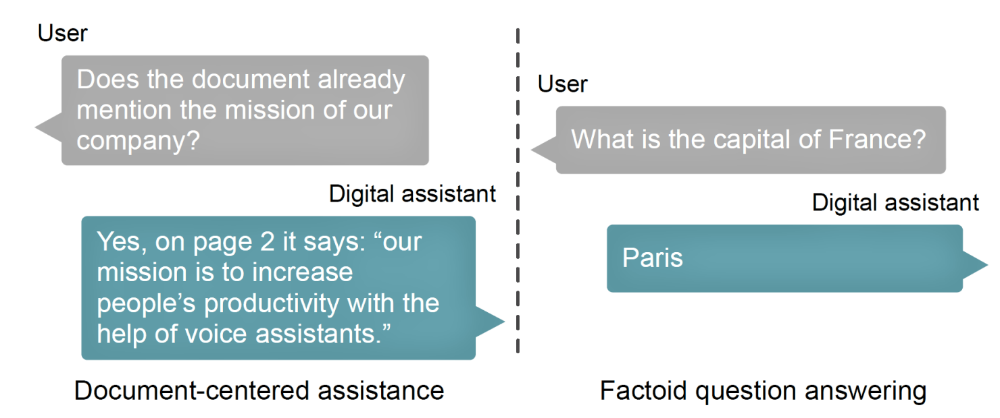 User
Does the document already
mention the mission of our
company?
Digital assistant
Yes, on page 2 it says: “our
mission is to increase
people’s productivity with the
help of voice assistants.”
Document-centered assistance
User
What is the capital of France?
Digital assistant
Paris
Factoid question answering